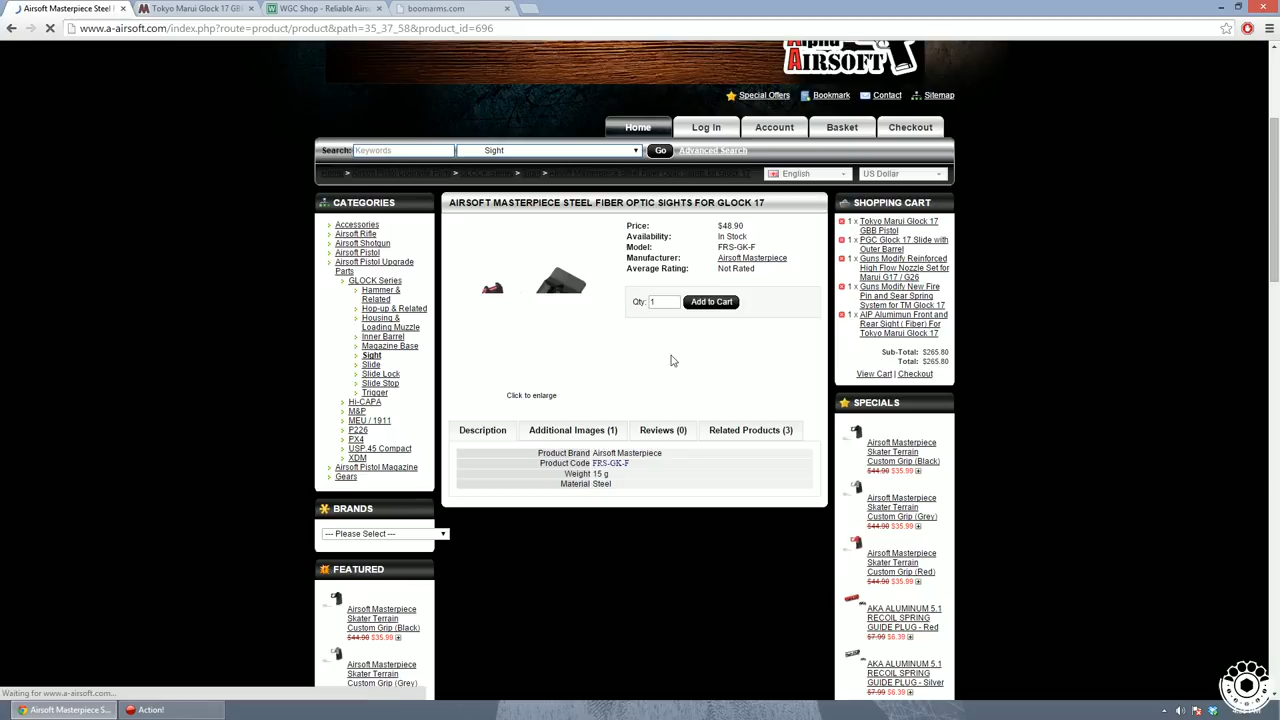 Airsoft Masterpiece Steel
Tokyo Marui Glock 17 GB
WGC Shop - Reliable Airs
boomarms.com
www.a-airsoft.com/index.php?route=product/product&path=35_37_58&product_id=696
Alpha
AIRSOFT
Special Offers
Bookmark
Contact
Sitemap
Home
Log In
Account
Basket
Checkout
Search:
Keywords
Sight
Go
Advanced Search
English
US Dollar
CATEGORIES
Accessories
Airsoft Rifle
Airsoft Shotgun
Airsoft Pistol
Airsoft Pistol Upgrade
Parts
GLOCK Series
Hammer &
Related
Hop-up & Related
Housing &
Loading Muzzle
Inner Barrel
Magazine Base
Sight
Slide
Slide Lock
Slide Stop
Trigger
Hi-CAPA
M&P
MEU / 1911
P226
PX4
USP.45 Compact
XDM
Airsoft Pistol Magazine
Gears
BRANDS
--- Please Select ---
FEATURED
Airsoft Masterpiece
Skater Terrain
Custom Grip (Black)
$44.90 $35.99
Airsoft Masterpiece
Skater Terrain
Custom Grip (Grey)
AIRSOFT MASTERPIECE STEEL FIBER OPTIC SIGHTS FOR GLOCK 17
Price: $48.90
Availability: In Stock
Model: FRS-GK-F
Manufacturer: Airsoft Masterpiece
Average Rating: Not Rated
Qty: 1 Add to Cart
Click to enlarge
Description
Additional Images (1)
Reviews (0)
Related Products (3)
Product Brand Airsoft Masterpiece
Product Code FRS-GK-F
Weight 15 g
Material Steel
SHOPPING CART
1 x Tokyo Marui Glock 17
GBB Pistol
1 x PGC Glock 17 Slide with
Outer Barrel
1 x Guns Modify Reinforced
High Flow Nozzle Set for
Marui G17 / G26
1 x Guns Modify New Fire
Pin and Sear Spring
System for TM Glock 17
1 x AIP Alumimun Front and
Rear Sight ( Fiber) For
Tokyo Marui Glock 17
Sub-Total: $265.80
Total: $265.80
View Cart | Checkout
SPECIALS
Airsoft Masterpiece
Skater Terrain
Custom Grip (Black)
$44.90 $35.99
Airsoft Masterpiece
Skater Terrain
Custom Grip (Grey)
$44.90 $35.99
Airsoft Masterpiece
Skater Terrain
Custom Grip (Red)
$44.90 $35.99
AKA ALUMINUM 5.1
RECOIL SPRING
GUIDE PLUG - Red
$7.99 $6.39
AKA ALUMINUM 5.1
RECOIL SPRING
GUIDE PLUG - Silver
$7.99 $6.39
Waiting for www.a-airsoft.com...
Airsoft Masterpiece S...
Action!